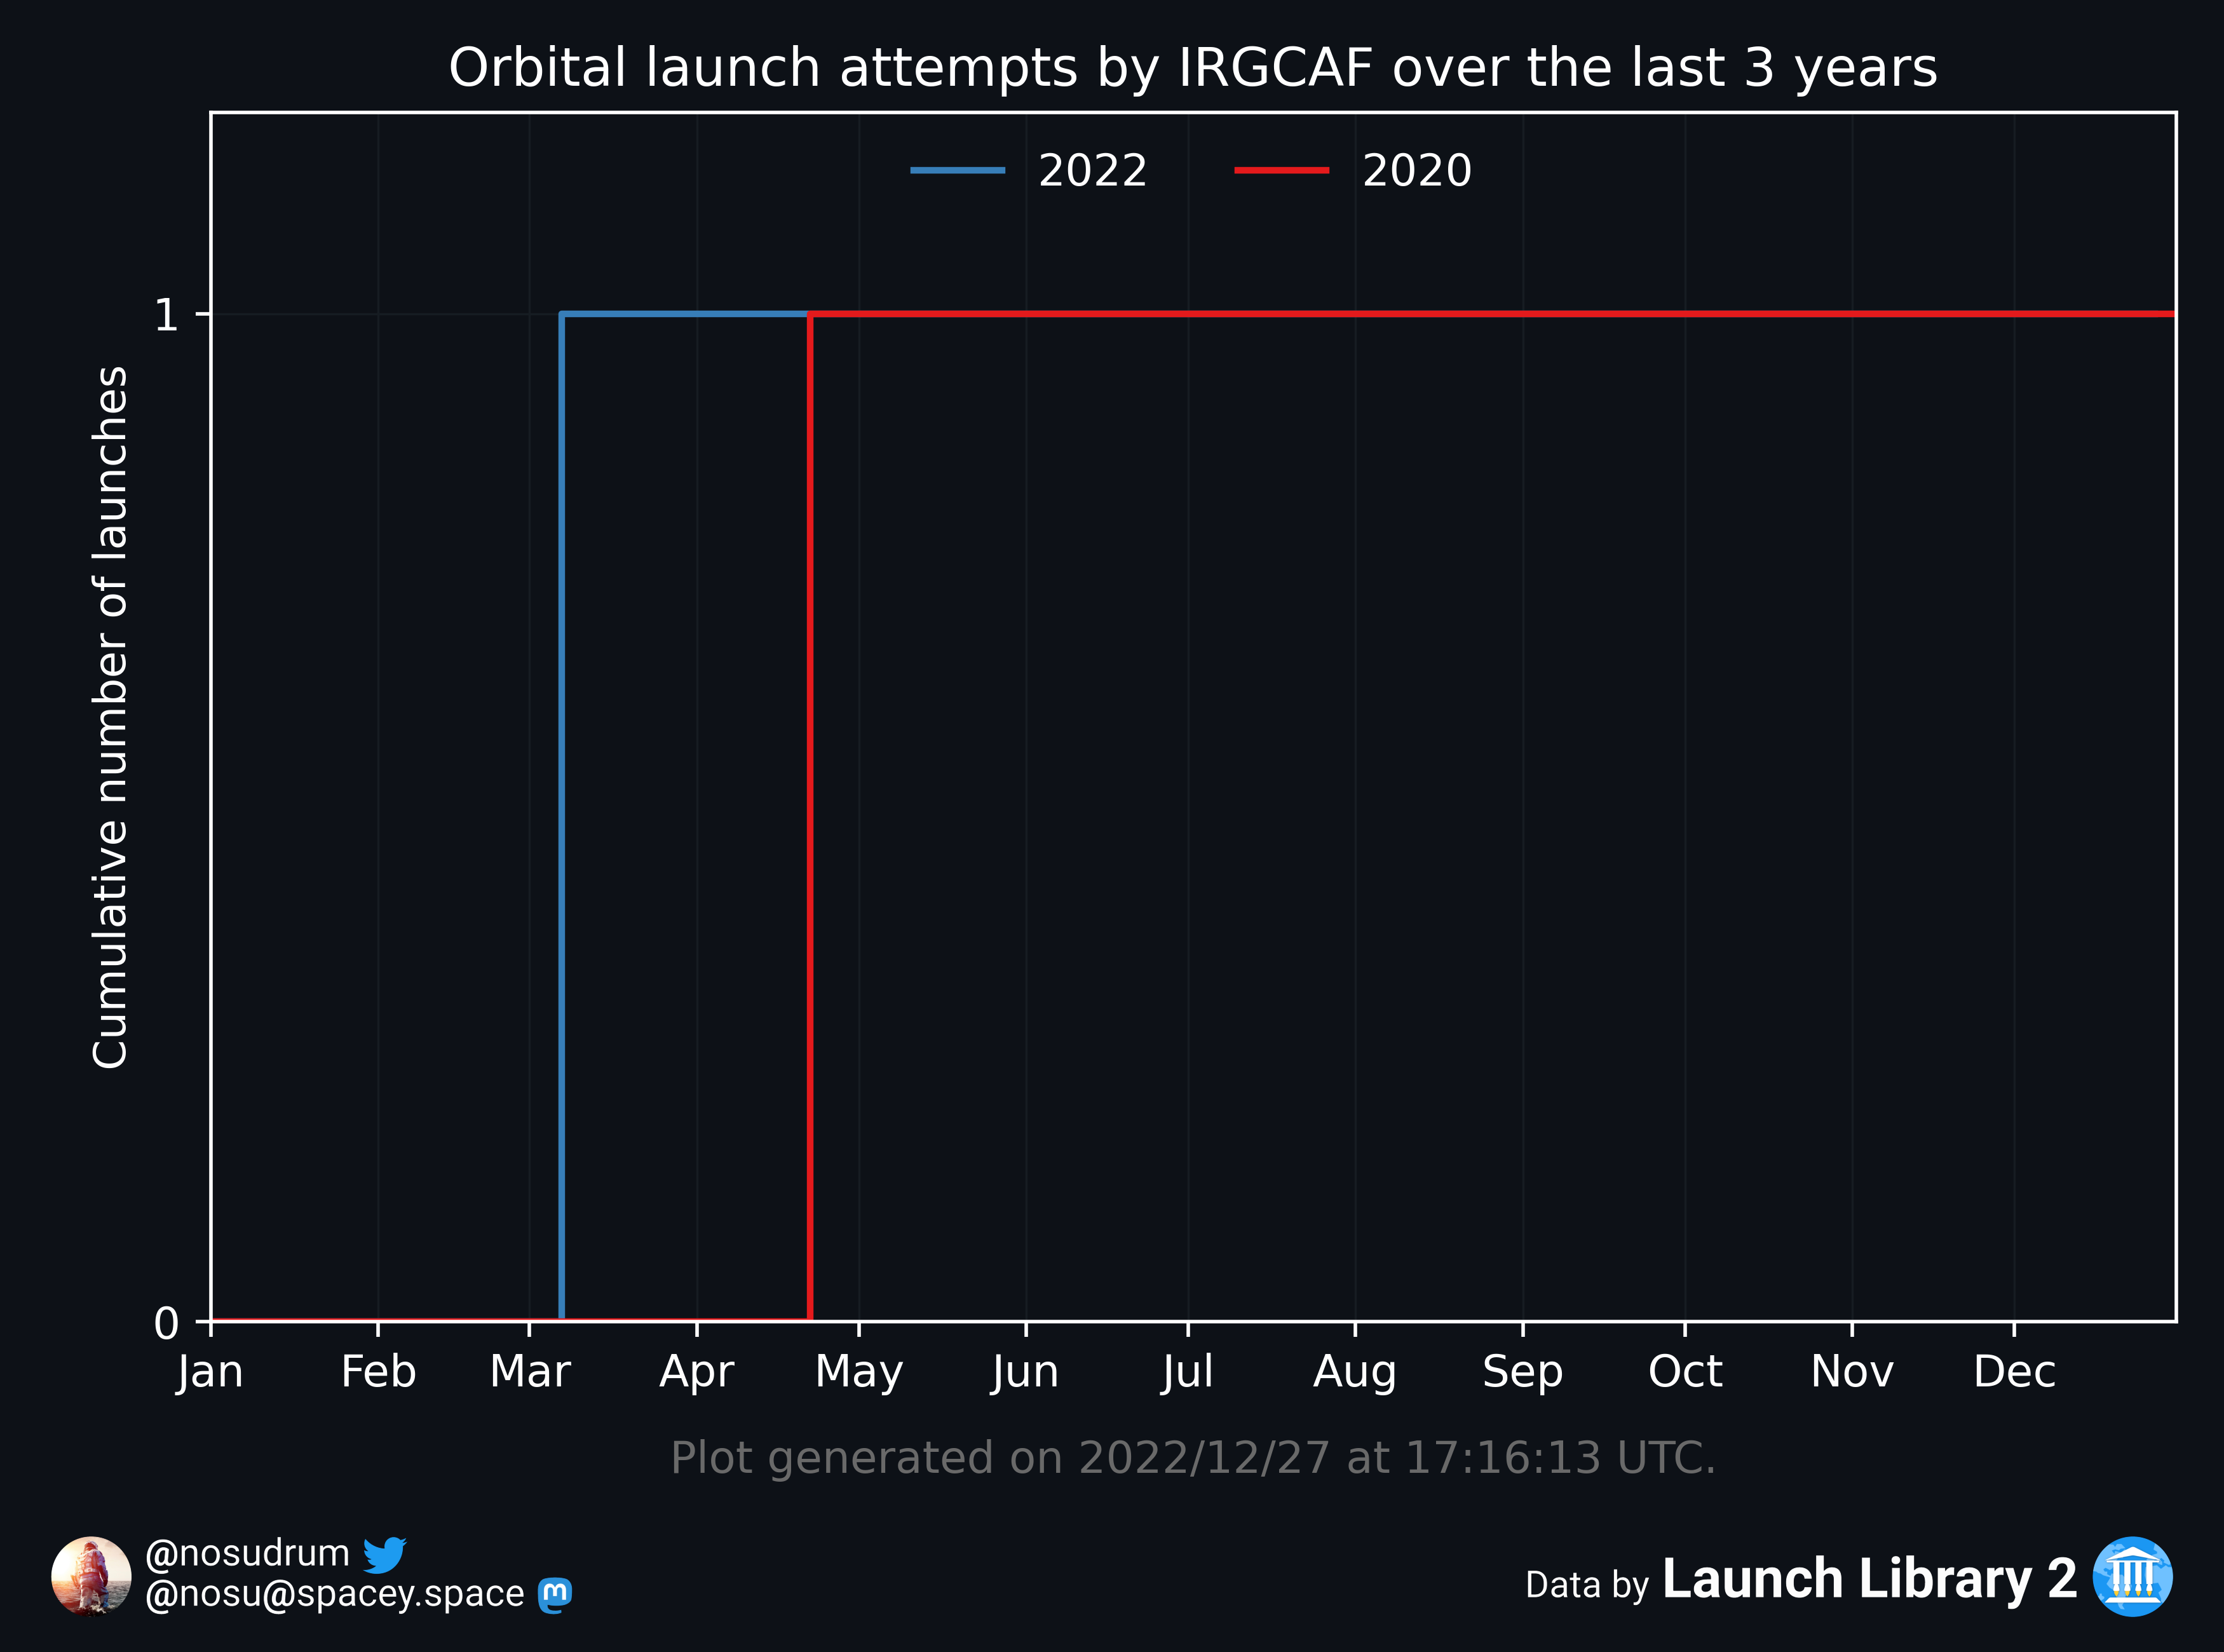 Orbital launch attempts by IRGCAF over the last 3 years
2022 2020
Cumulative number of launches
1
0
Jan Feb Mar Apr May Jun Jul Aug Sep Oct Nov Dec
Plot generated on 2022/12/27 at 17:16:13 UTC.
@nosudrum
@nosu@spacey.space
Data by Launch Library 2